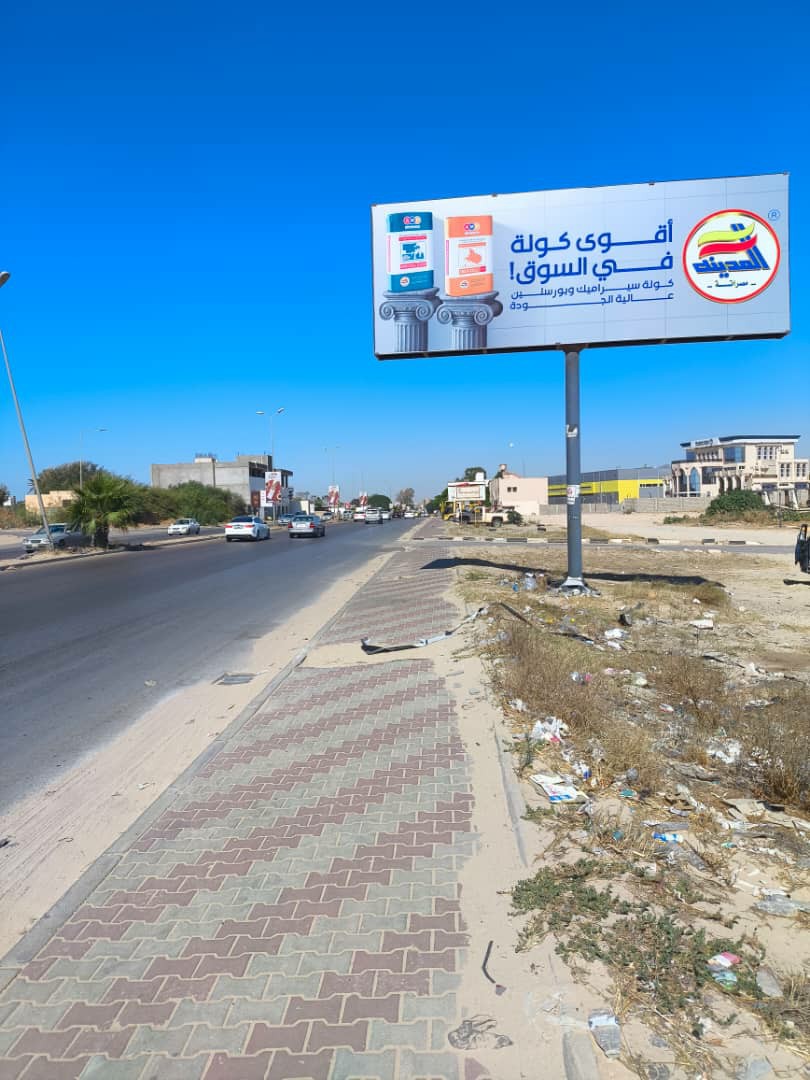 أقوى كولة
في السوق!
كولة سيراميك وبورسلين
عالية الجودة
®
المدينة
- مصراتة -